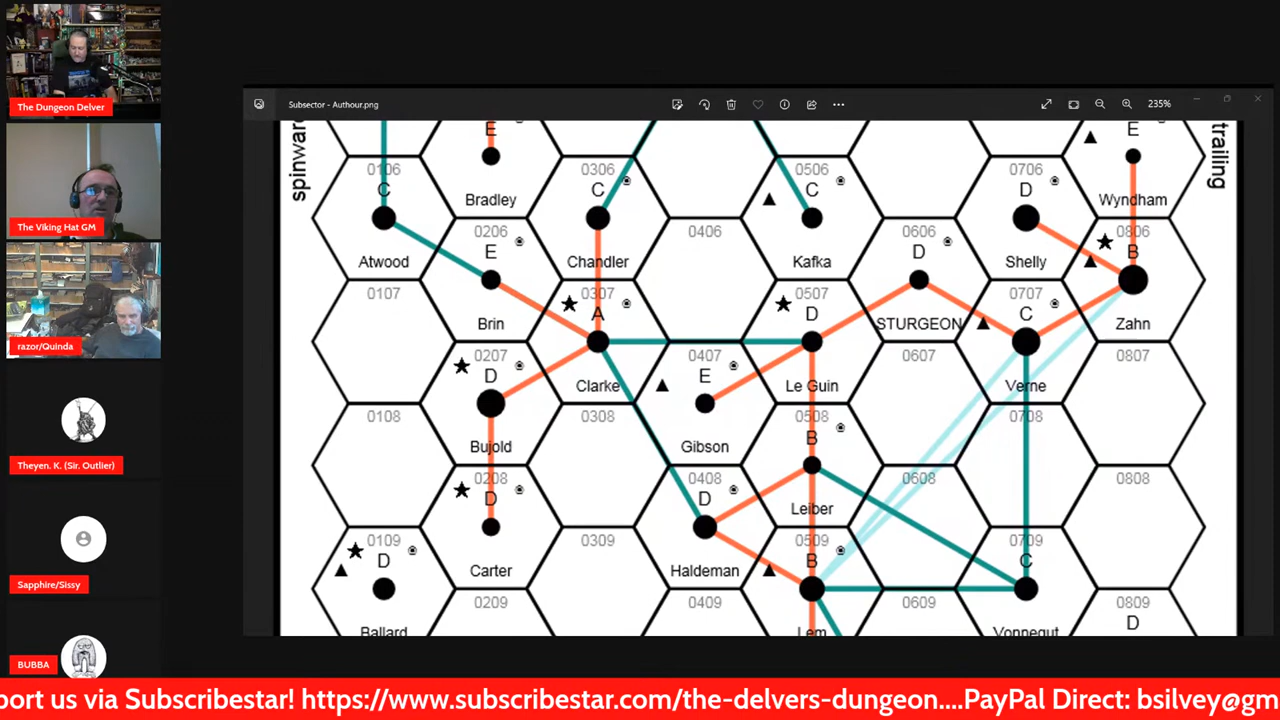 The Dungeon Delver
The Viking Hat GM
razor/Quinda
Theyen. K. (Sir. Outlier)
Sapphire/Sissy
BUBBA
Subsector - Authour.png
235%
spinward
trailing
E
E
0106
0306
0506
0706
C
C
C
D
Bradley
Wyndham
0206
0406
0606
0806
E
D
B
Atwood
Chandler
Kafka
Shelly
0107
0307
0507
0707
A
D
C
Brin
STURGEON
Zahn
0207
0407
0607
0807
D
E
Clarke
Le Guin
Verne
0108
0308
0508
0708
B
Bujold
Gibson
0208
0408
0608
0808
D
D
Leiber
0109
0309
0509
0709
D
B
C
Carter
Haldeman
0209
0409
0609
0809
D
Ballard
Lem
Vonnegut
port us via Subscribestar! https://www.subscribestar.com/the-delvers-dungeon....PayPal Direct: bsilvey@gm